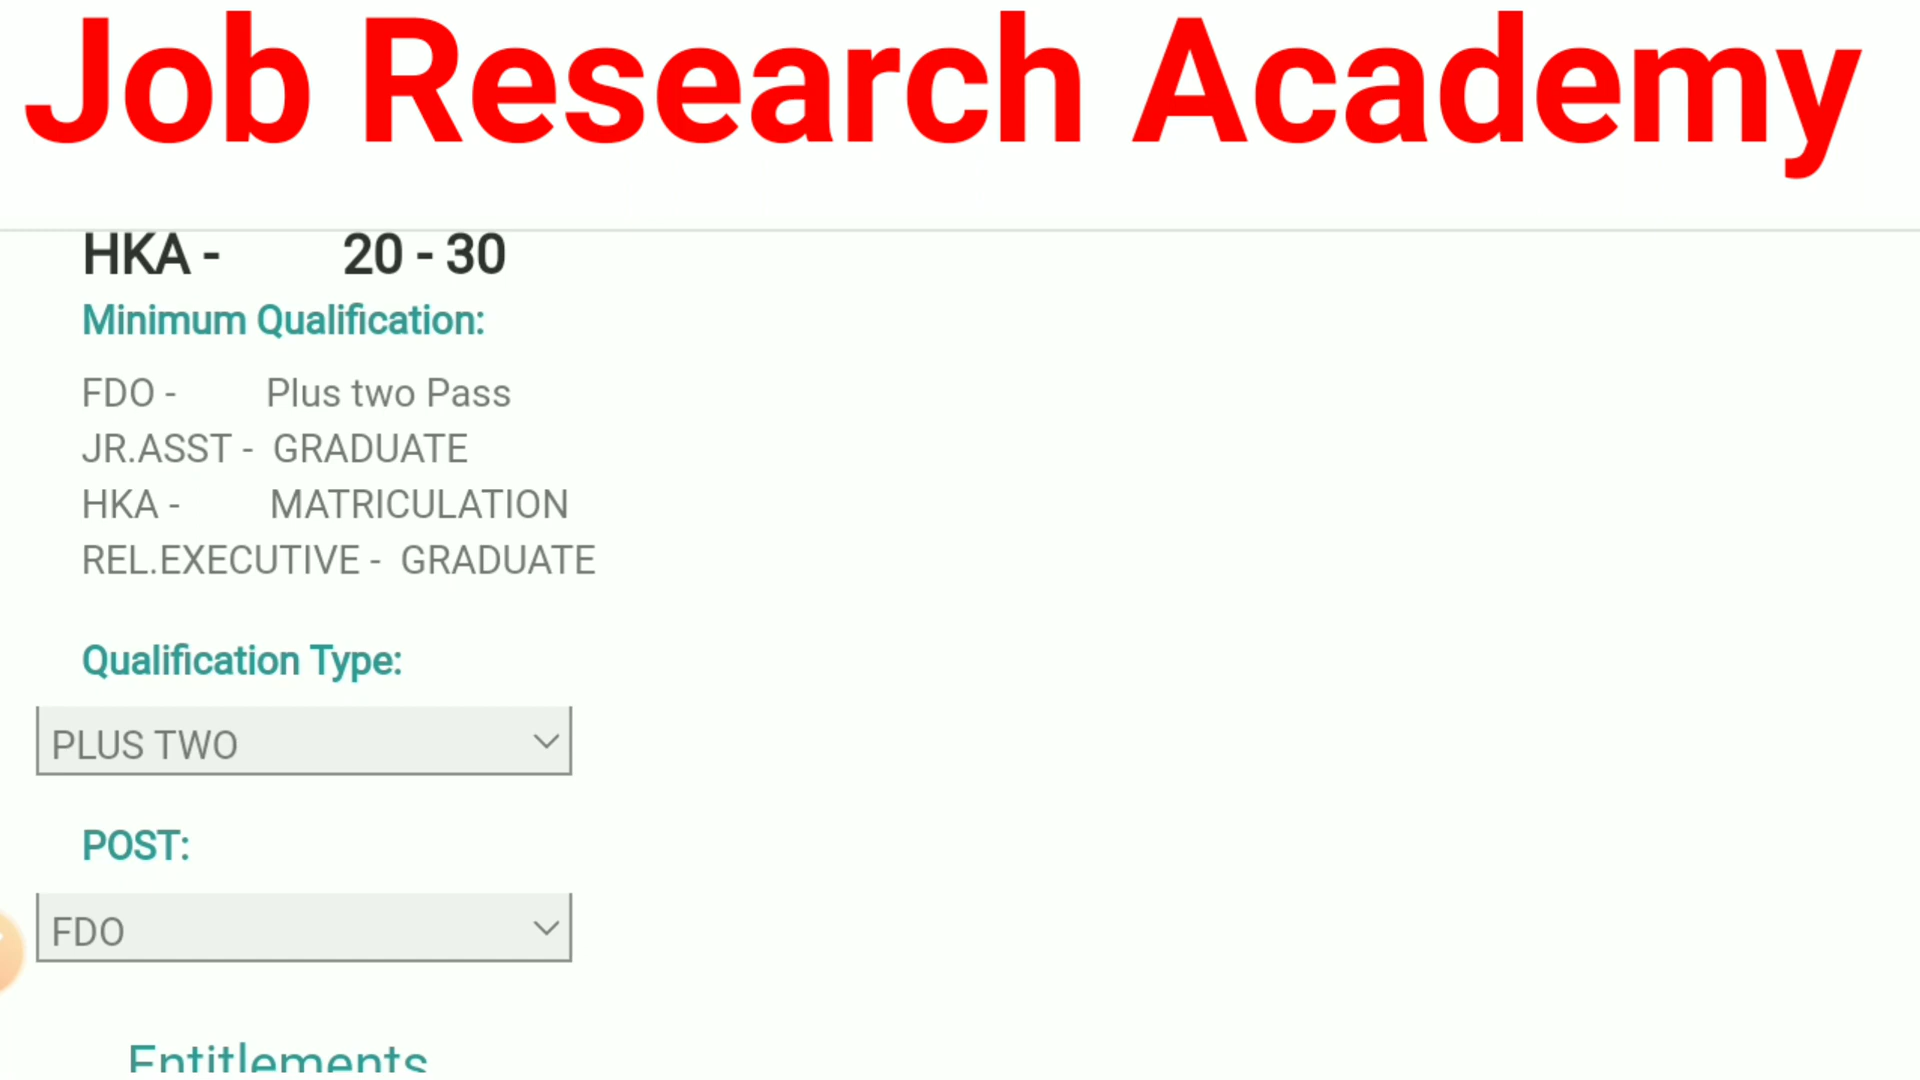 Job Research Academy
HKA - 20 - 30
Minimum Qualification:
FDO - Plus two Pass
JR.ASST - GRADUATE
HKA - MATRICULATION
REL.EXECUTIVE - GRADUATE
Qualification Type:
PLUS TWO
POST:
FDO
Entitlements